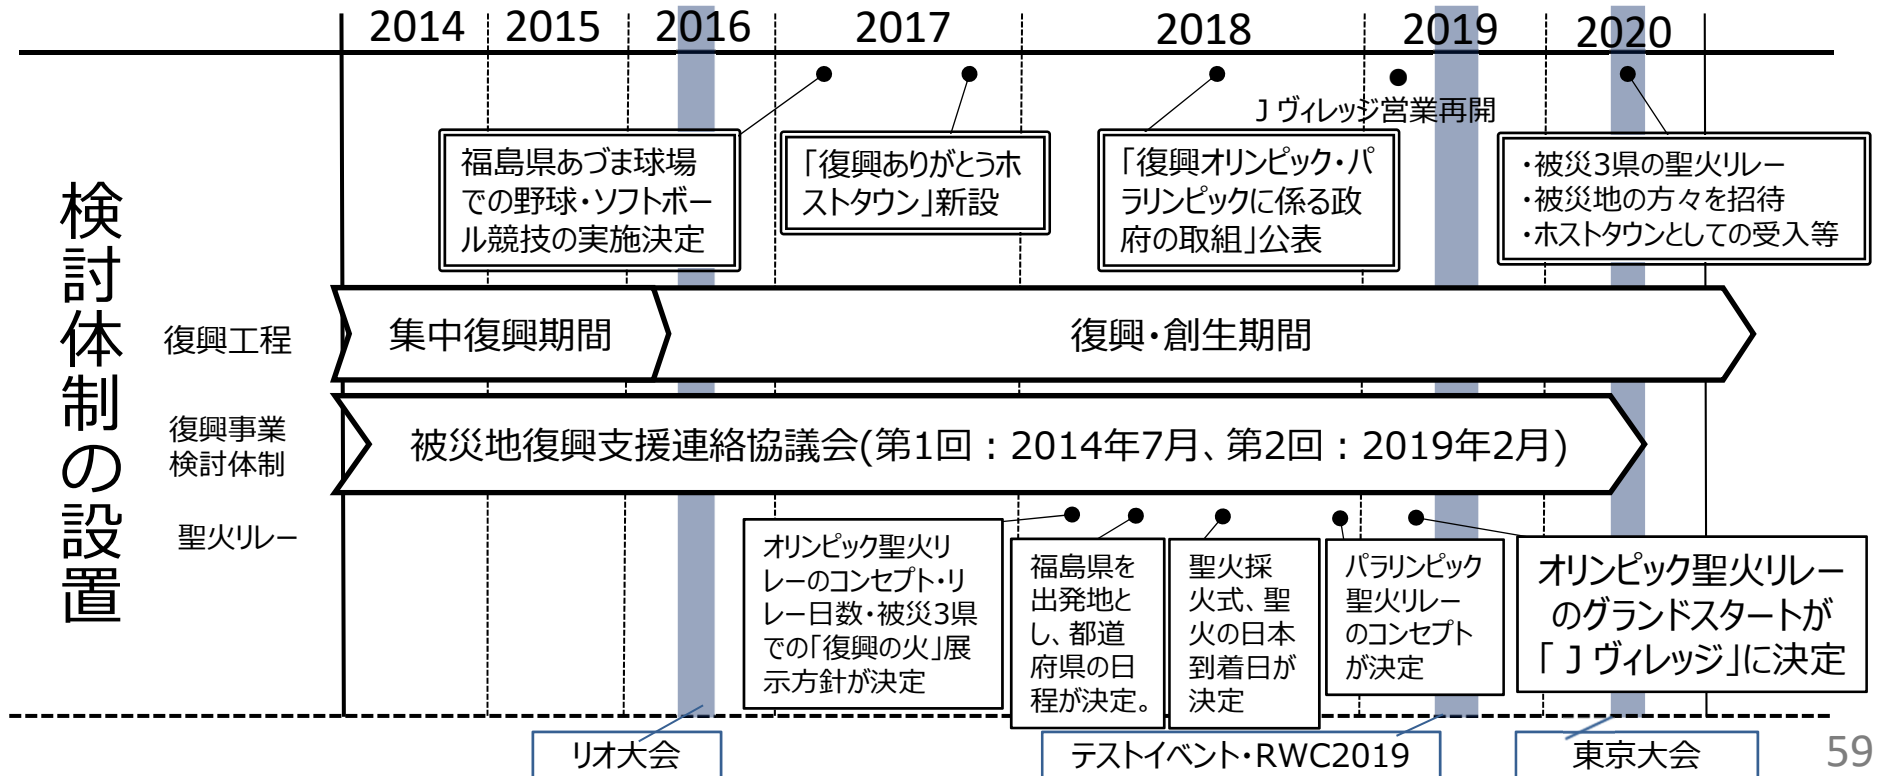 2014 2015 2016 2017 2018 2019 2020
検討体制の設置
Jヴィレッジ営業再開
福島県あづま球場
での野球・ソフトボー
ル競技の実施決定
「復興ありがとうホ
ストタウン」新設
「復興オリンピック・パ
ラリンピックに係る政
府の取組」公表
・被災3県の聖火リレー
・被災地の方々を招待
・ホストタウンとしての受入等
復興工程
集中復興期間
復興・創生期間
復興事業
検討体制
被災地復興支援連絡協議会(第1回：2014年7月、第2回：2019年2月)
聖火リレー
オリンピック聖火リ
レーのコンセプト・リ
レー日数・被災3県
での「復興の火」展
示方針が決定
福島県を
出発地と
し、都道
府県の日
程が決定。
聖火採
火式、聖
火の日本
到着日が
決定
パラリンピック
聖火リレー
のコンセプト
が決定
オリンピック聖火リレー
のグランドスタートが
「Jヴィレッジ」に決定
リオ大会
テストイベント・RWC2019
東京大会
59